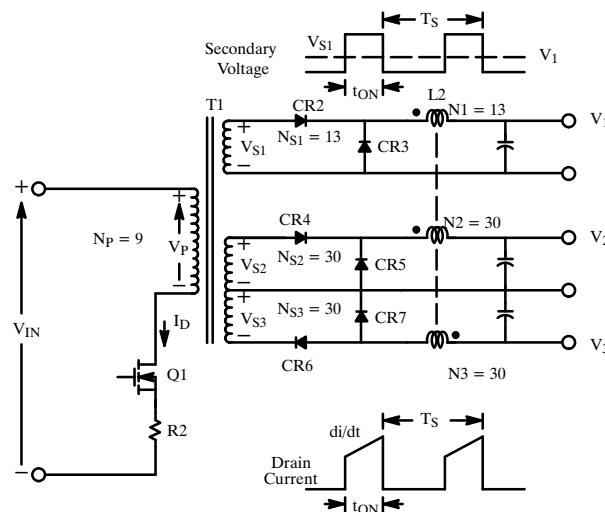 Secondary
Voltage
V_S1
T_S
V_1
t_ON
T1
CR2
L2
N1 = 13
V_1
+
V_S1
−
N_S1 = 13
CR3
+
V_IN
−
N_P = 9
+
V_P
−
CR4
N2 = 30
V_2
+
V_S2
−
N_S2 = 30
CR5
+
V_S3
−
N_S3 = 30
CR7
CR6
N3 = 30
V_3
I_D
Q1
R2
di/dt
T_S
Drain
Current
t_ON